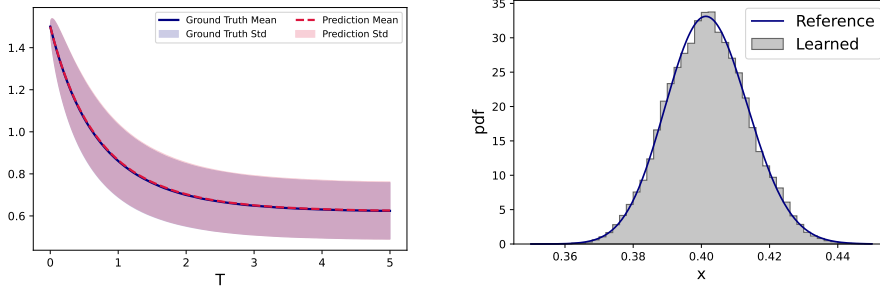 Ground Truth Mean
Ground Truth Std
Prediction Mean
Prediction Std
1.4
1.2
1.0
0.8
0.6
0 1 2 3 4 5
T
Reference
Learned
35
30
25
20
15
10
5
0
pdf
0.36 0.38 0.40 0.42 0.44
x